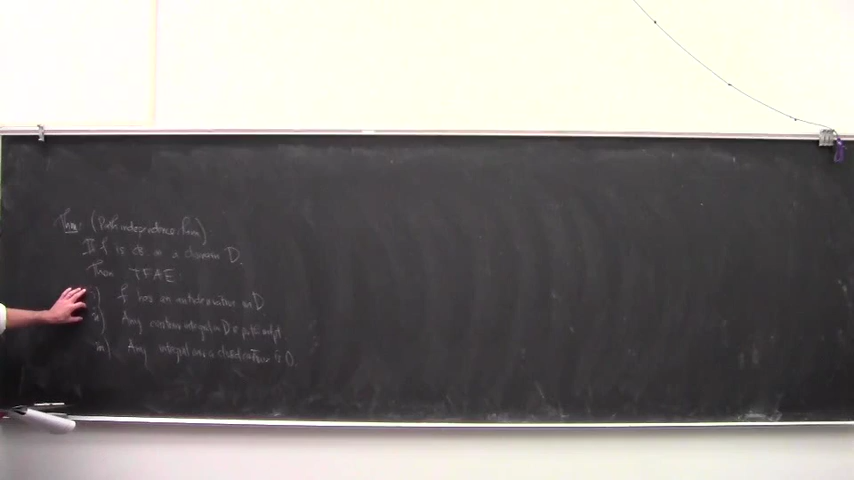 Thm: (Path independence thm)
If f is cts on a domain D.
Then TFAE:
i) f has an antiderivative on D
ii) Any contour integral in D is path indpt
iii) Any integral over a closed contour is 0.